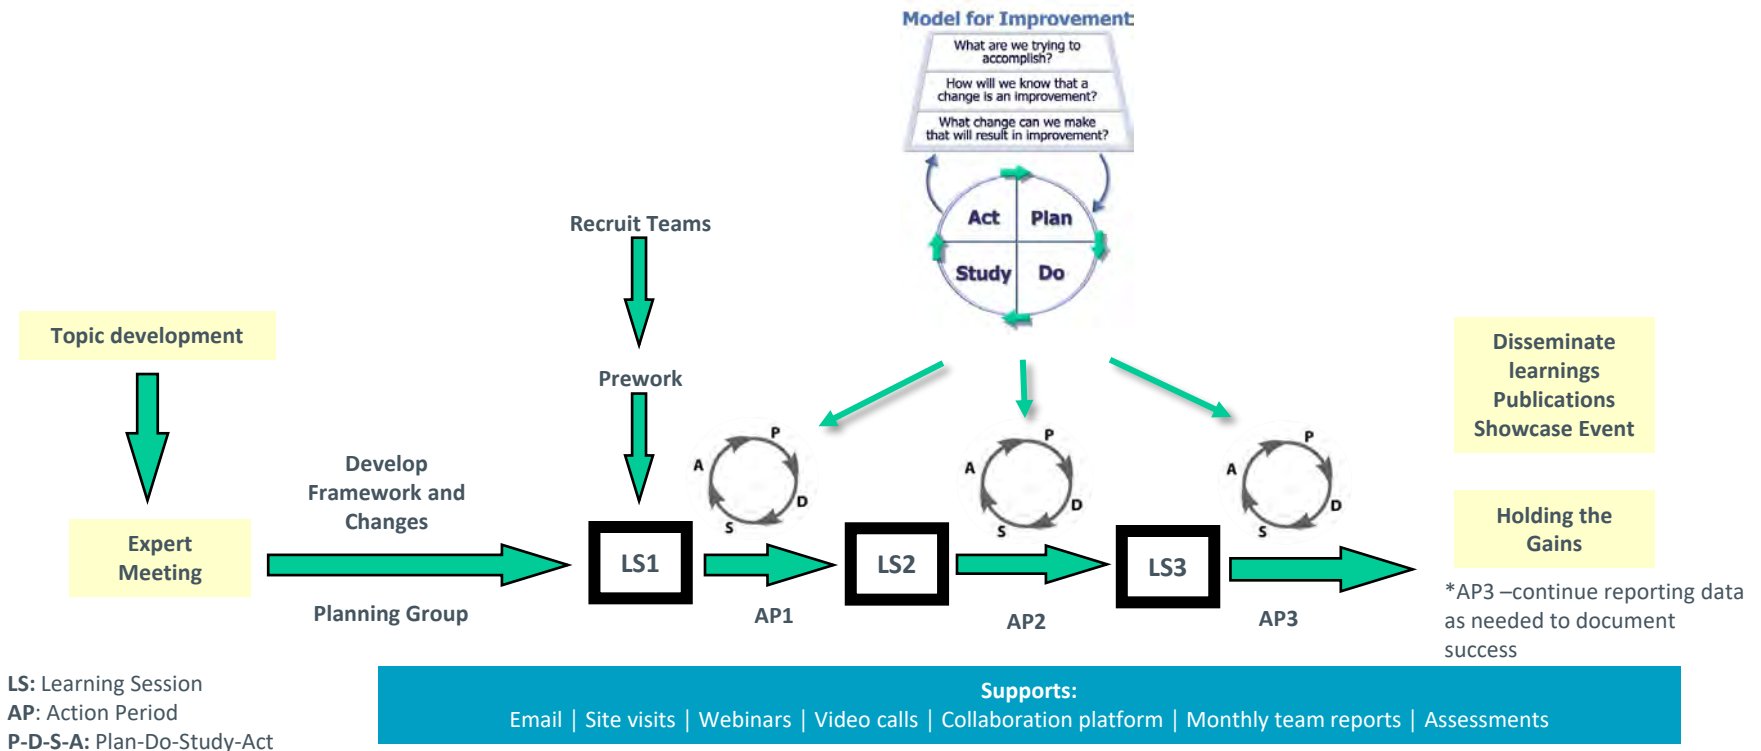 Model for Improvement
What are we trying to
accomplish?
How will we know that a
change is an improvement?
What change can we make
that will result in improvement?
Act
Plan
Study
Do
Recruit Teams
Prework
Topic development
Expert
Meeting
Develop
Framework and
Changes
Planning Group
LS1
P
D
S
A
AP1
LS2
P
D
S
A
AP2
LS3
P
D
S
A
AP3
Disseminate
learnings
Publications
Showcase Event
Holding the
Gains
*AP3 –continue reporting data
as needed to document
success
LS: Learning Session
AP: Action Period
P-D-S-A: Plan-Do-Study-Act
Supports:
Email | Site visits | Webinars | Video calls | Collaboration platform | Monthly team reports | Assessments